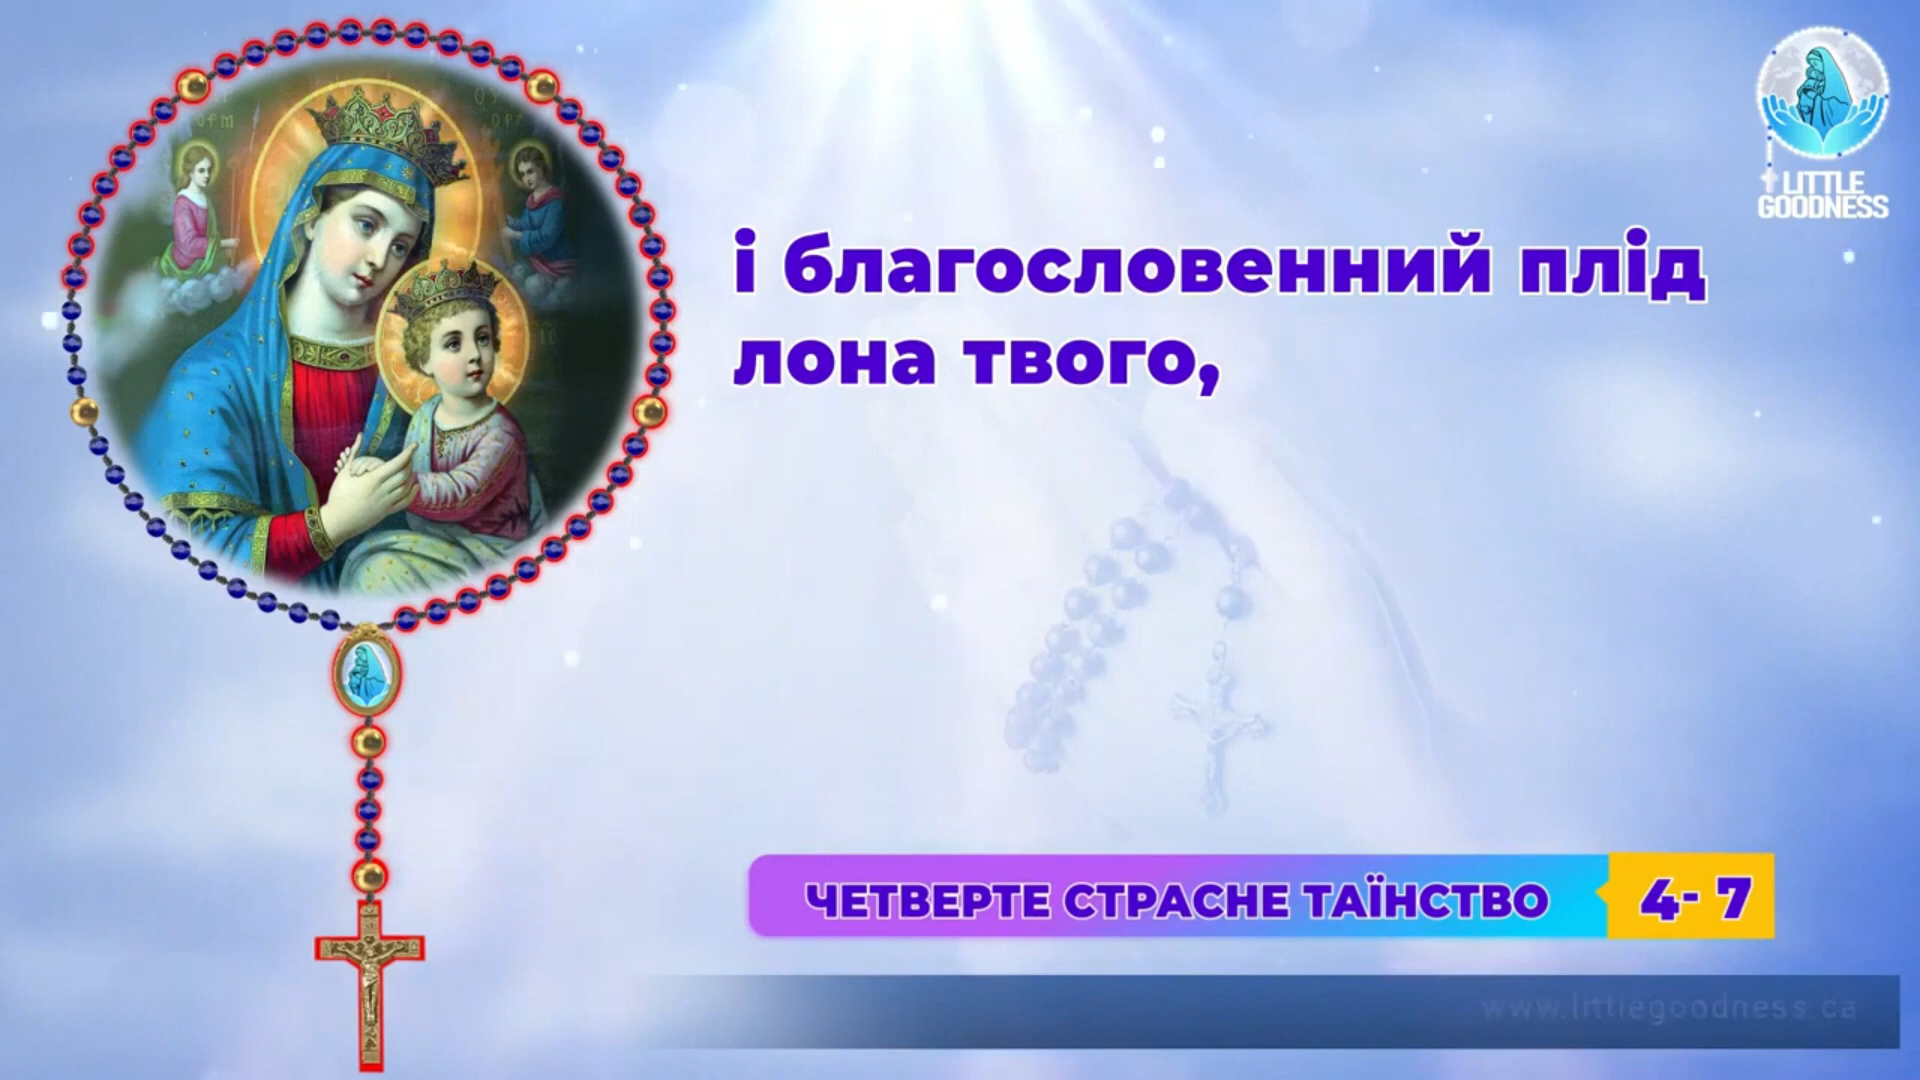 LITTLE
GOODNESS
і благословенний плід
лона твого,
ЧЕТВЕРТЕ СТРАСНЕ ТАЇНСТВО
4- 7
www.littlegoodness.ca